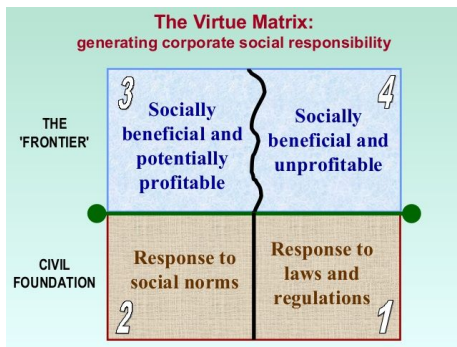 The Virtue Matrix:
generating corporate social responsibility
THE
'FRONTIER'
3
Socially
beneficial and
potentially
profitable
4
Socially
beneficial and
unprofitable
CIVIL
FOUNDATION
Response to
social norms
2
Response to
laws and
regulations
1